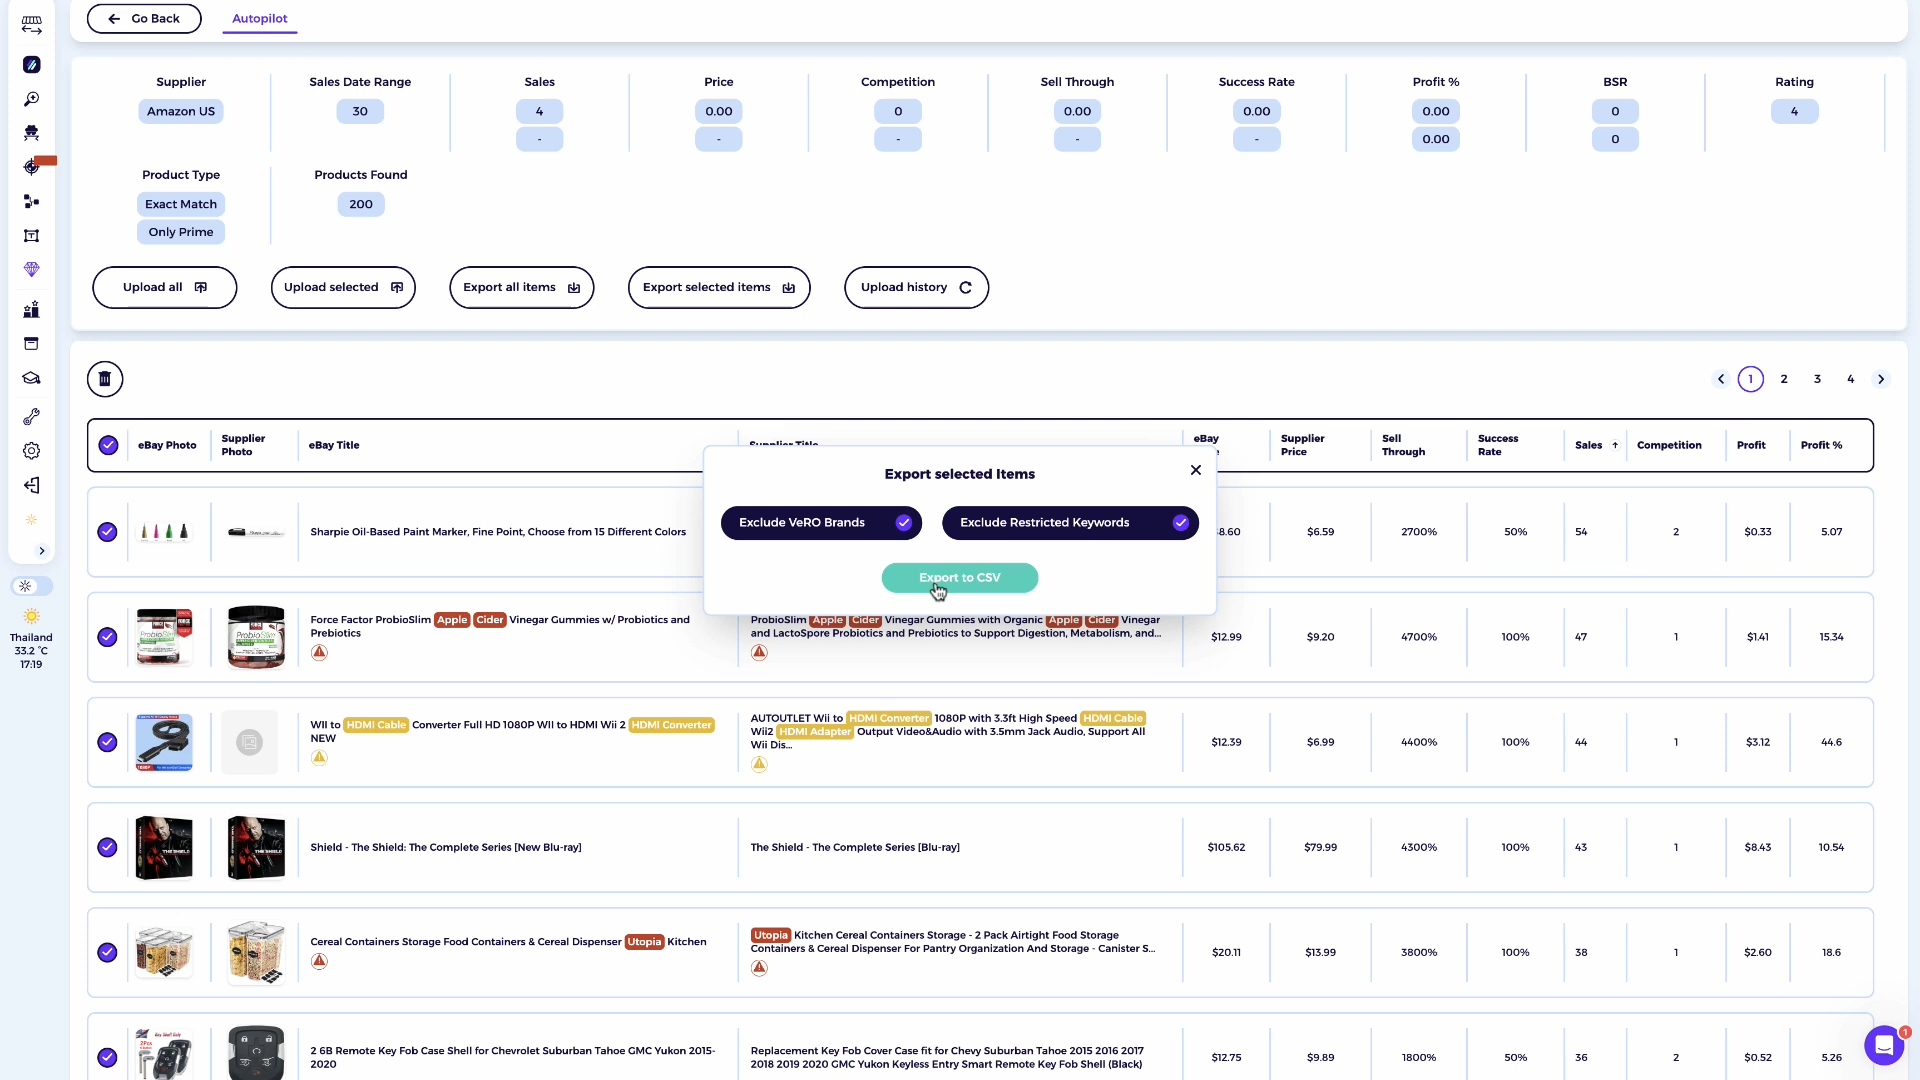 Go Back
Autopilot
Supplier
Amazon US
Sales Date Range
30
Sales
4
-
Price
0.00
-
Competition
0
-
Sell Through
0.00
-
Success Rate
0.00
-
Profit %
0.00
0.00
BSR
0
0
Rating
4
Product Type
Exact Match
Only Prime
Products Found
200
Upload all
Upload selected
Export all items
Export selected items
Upload history
1
2
3
4
eBay Photo
Supplier
Photo
eBay Title
eBay
Supplier
Price
Sell
Through
Success
Rate
Sales
Competition
Profit
Profit %
Export selected Items
Exclude VeRO Brands
Exclude Restricted Keywords
Export to CSV
Sharpie Oil-Based Paint Marker, Fine Point, Choose from 15 Different Colors
8.60
$6.59
2700%
50%
54
2
$0.33
5.07
Force Factor ProbioSlim Apple Cider Vinegar Gummies w/ Probiotics and
Prebiotics
ProbioSlim Apple Cider Vinegar Gummies with Organic Apple Cider Vinegar
and LactoSpore Probiotics and Prebiotics to Support Digestion, Metabolism, and...
$12.99
$9.20
4700%
100%
47
1
$1.41
15.34
WII to HDMI Cable Converter Full HD 1080P WII to HDMI Wii 2 HDMI Converter
NEW
AUTOUTLET Wii to HDMI Converter 1080P with 3.3ft High Speed HDMI Cable
Wii2 HDMI Adapter Output Video&Audio with 3.5mm Jack Audio, Support All
Wii Dis...
$12.39
$6.99
4400%
100%
44
1
$3.12
44.6
Shield - The Shield: The Complete Series [New Blu-ray]
The Shield - The Complete Series [Blu-ray]
$105.62
$79.99
4300%
100%
43
1
$8.43
10.54
Cereal Containers Storage Food Containers & Cereal Dispenser Utopia Kitchen
Utopia Kitchen Cereal Containers Storage - 2 Pack Airtight Food Storage
Containers & Cereal Dispenser For Pantry Organization And Storage - Canister S...
$20.11
$13.99
3800%
100%
38
1
$2.60
18.6
2 6B Remote Key Fob Case Shell for Chevrolet Suburban Tahoe GMC Yukon 2015-
2020
Replacement Key Fob Cover Case fit for Chevy Suburban Tahoe 2015 2016 2017
2018 2019 2020 GMC Yukon Keyless Entry Smart Remote Key Fob Shell (Black)
$12.75
$9.89
1800%
50%
36
2
$0.52
5.26
Thailand
33.2 °C
17:19
1